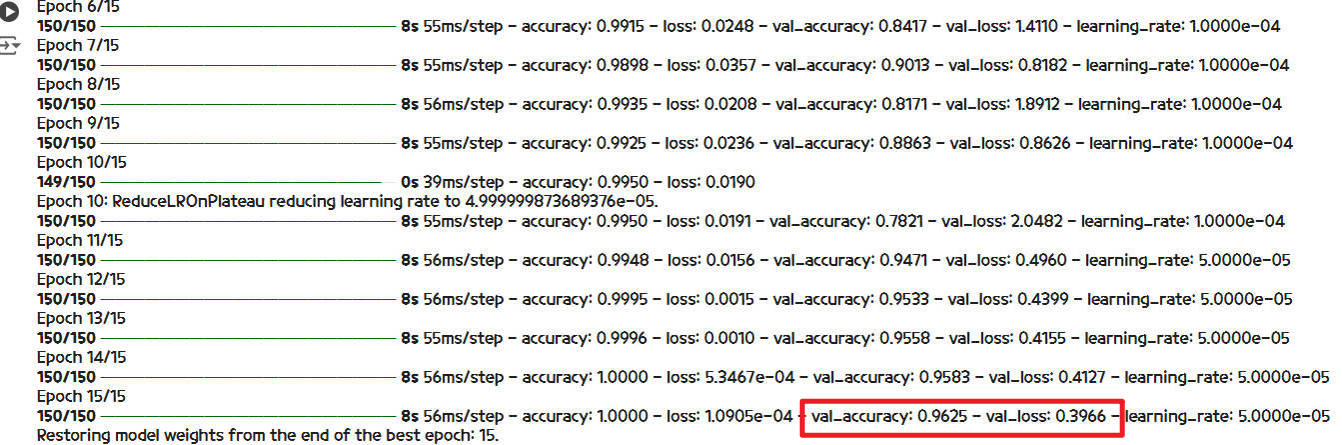 Epoch 6/15
150/150 ━━━━━━━━━━━━━━━━━━━━ 8s 55ms/step - accuracy: 0.9915 - loss: 0.0248 - val_accuracy: 0.8417 - val_loss: 1.4110 - learning_rate: 1.0000e-04
Epoch 7/15
150/150 ━━━━━━━━━━━━━━━━━━━━ 8s 55ms/step - accuracy: 0.9898 - loss: 0.0357 - val_accuracy: 0.9013 - val_loss: 0.8182 - learning_rate: 1.0000e-04
Epoch 8/15
150/150 ━━━━━━━━━━━━━━━━━━━━ 8s 56ms/step - accuracy: 0.9935 - loss: 0.0208 - val_accuracy: 0.8171 - val_loss: 1.8912 - learning_rate: 1.0000e-04
Epoch 9/15
150/150 ━━━━━━━━━━━━━━━━━━━━ 8s 55ms/step - accuracy: 0.9925 - loss: 0.0236 - val_accuracy: 0.8863 - val_loss: 0.8626 - learning_rate: 1.0000e-04
Epoch 10/15
149/150 ━━━━━━━━━━━━━━━━━━━ 0s 39ms/step - accuracy: 0.9950 - loss: 0.0190
Epoch 10: ReduceLROnPlateau reducing learning rate to 4.999999873689376e-05.
150/150 ━━━━━━━━━━━━━━━━━━━━ 8s 55ms/step - accuracy: 0.9950 - loss: 0.0191 - val_accuracy: 0.7821 - val_loss: 2.0482 - learning_rate: 1.0000e-04
Epoch 11/15
150/150 ━━━━━━━━━━━━━━━━━━━━ 8s 56ms/step - accuracy: 0.9948 - loss: 0.0156 - val_accuracy: 0.9471 - val_loss: 0.4960 - learning_rate: 5.0000e-05
Epoch 12/15
150/150 ━━━━━━━━━━━━━━━━━━━━ 8s 56ms/step - accuracy: 0.9995 - loss: 0.0015 - val_accuracy: 0.9533 - val_loss: 0.4399 - learning_rate: 5.0000e-05
Epoch 13/15
150/150 ━━━━━━━━━━━━━━━━━━━━ 8s 55ms/step - accuracy: 0.9996 - loss: 0.0010 - val_accuracy: 0.9558 - val_loss: 0.4155 - learning_rate: 5.0000e-05
Epoch 14/15
150/150 ━━━━━━━━━━━━━━━━━━━━ 8s 56ms/step - accuracy: 1.0000 - loss: 5.3467e-04 - val_accuracy: 0.9583 - val_loss: 0.4127 - learning_rate: 5.0000e-05
Epoch 15/15
150/150 ━━━━━━━━━━━━━━━━━━━━ 8s 56ms/step - accuracy: 1.0000 - loss: 1.0905e-04 - val_accuracy: 0.9625 - val_loss: 0.3966 - learning_rate: 5.0000e-05
Restoring model weights from the end of the best epoch: 15.